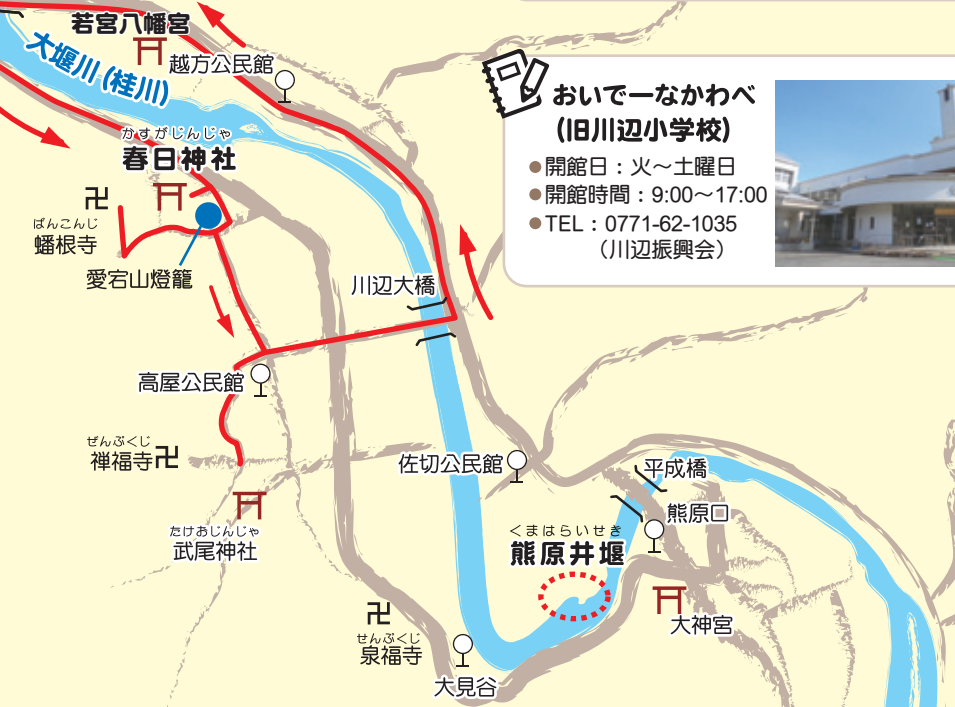 若宮八幡宮
大堰川(桂川)
越方公民館
かすがじんじゃ
春日神社
ばんこんじ
蟠根寺
愛宕山燈籠
おいでーなかわべ
(旧川辺小学校)
●開館日：火～土曜日
●開館時間：9:00～17:00
●TEL：0771-62-1035
（川辺振興会）
川辺大橋
高屋公民館
ぜんぷくじ
禅福寺
佐切公民館
平成橋
熊原口
たけおじんじゃ
武尾神社
くまはらいせき
熊原井堰
大神宮
せんぷくじ
泉福寺
大見谷